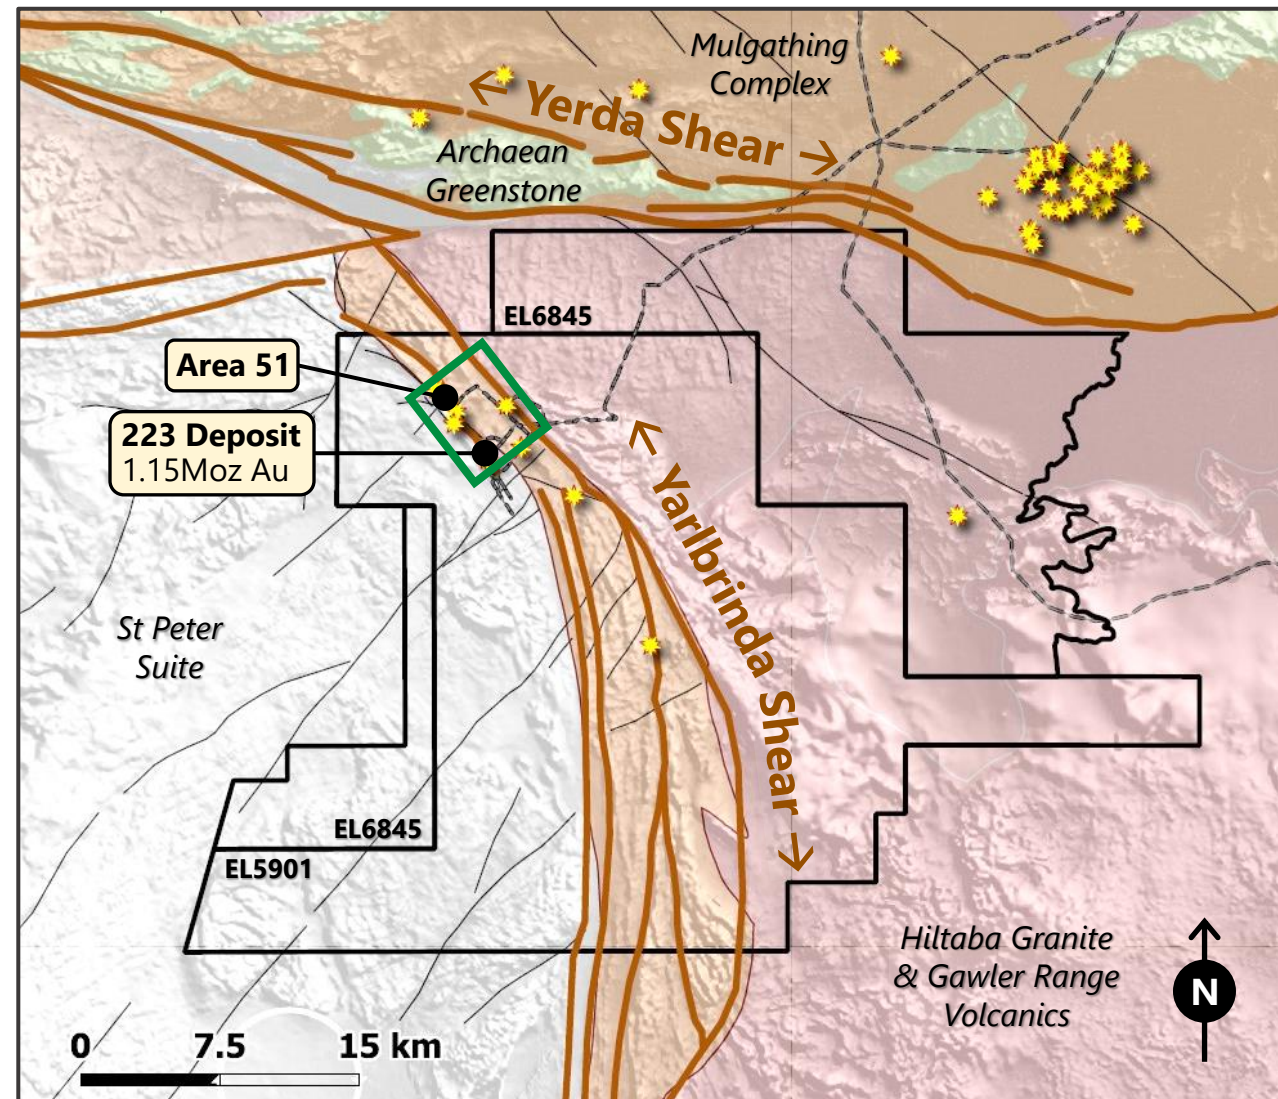 Mulgathing
Complex
← Yerda Shear →
Archaean
Greenstone
EL6845
Area 51
223 Deposit
1.15Moz Au
← Yarlbrinda Shear →
St Peter
Suite
EL6845
EL5901
Hiltaba Granite
& Gawler Range
Volcanics
N
0 7.5 15 km